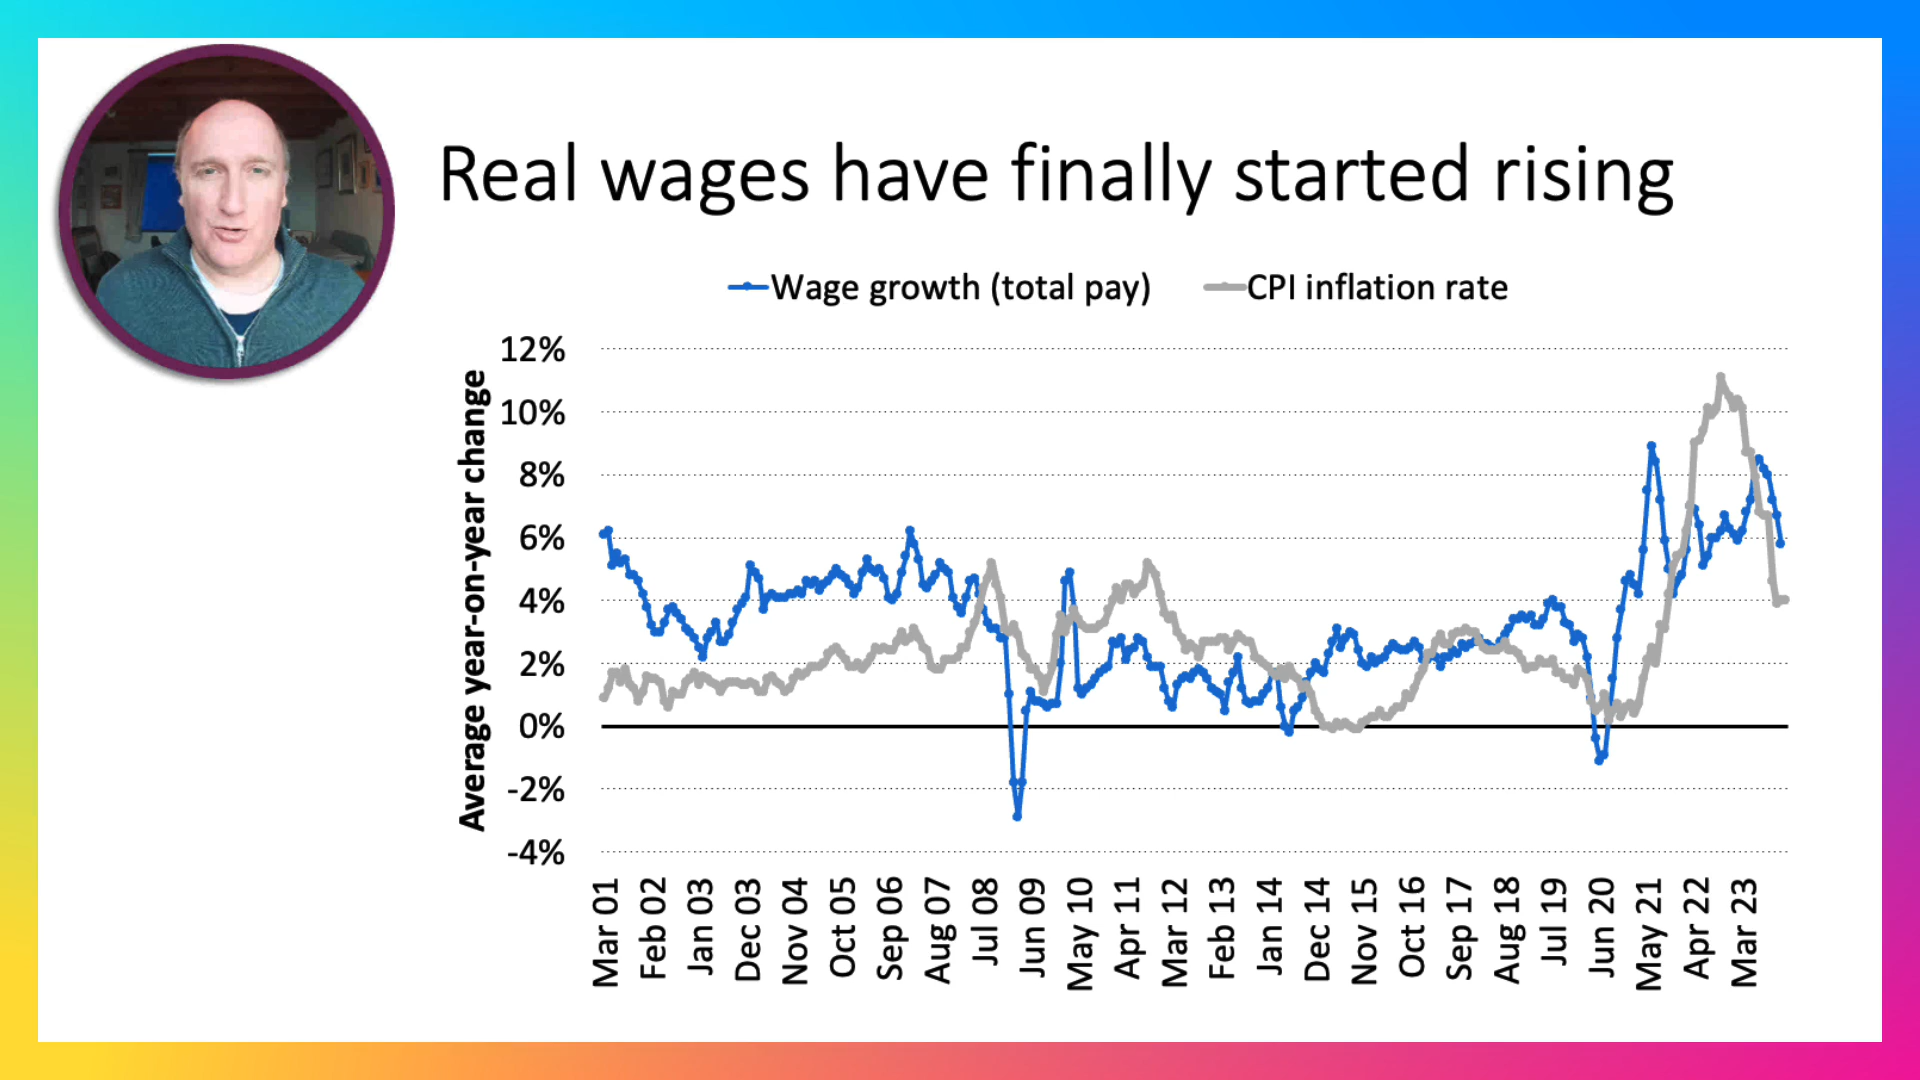 Real wages have finally started rising
Wage growth (total pay)
CPI inflation rate
Average year-on-year change
12%
10%
8%
6%
4%
2%
0%
-2%
-4%
Mar 01
Feb 02
Jan 03
Dec 03
Nov 04
Oct 05
Sep 06
Aug 07
Jul 08
Jun 09
May 10
Apr 11
Mar 12
Feb 13
Jan 14
Dec 14
Nov 15
Oct 16
Sep 17
Aug 18
Jul 19
Jun 20
May 21
Apr 22
Mar 23